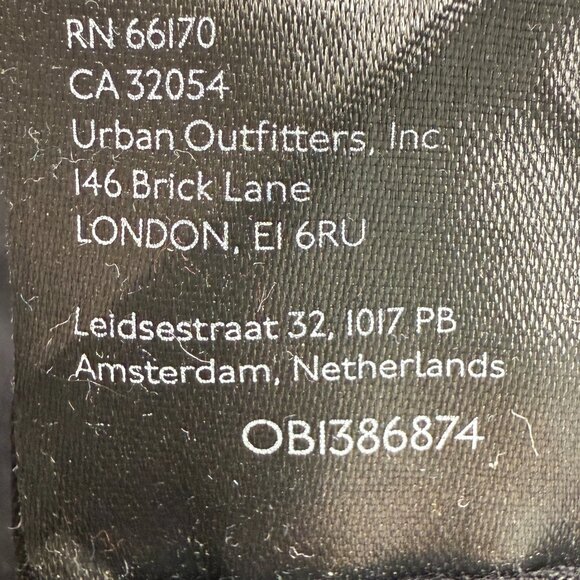 RN 66170
CA 32054
Urban Outfitters, Inc.
146 Brick Lane
LONDON, E1 6RU
Leidsestraat 32, 1017 PB
Amsterdam, Netherlands
OB1386874